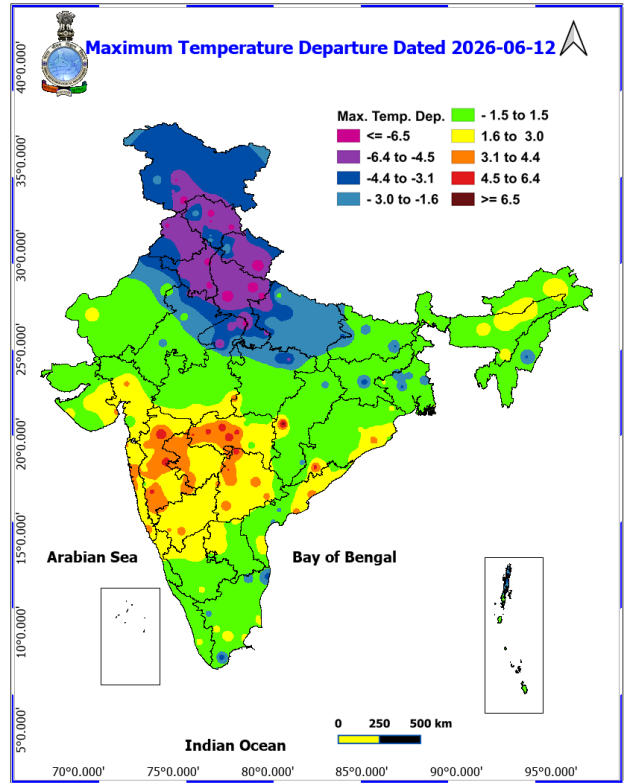 Maximum Temperature Departure Dated 2026-06-12
Max. Temp. Dep.
<= -6.5
-6.4 to -4.5
-4.4 to -3.1
- 3.0 to -1.6
- 1.5 to 1.5
1.6 to 3.0
3.1 to 4.4
4.5 to 6.4
>= 6.5
40°0.000'
35°0.000'
30°0.000'
25°0.000'
20°0.000'
15°0.000'
10°0.000'
5°0.000'
Arabian Sea
Bay of Bengal
Indian Ocean
0 250 500 km
70°0.000' 75°0.000' 80°0.000' 85°0.000' 90°0.000' 95°0.000'